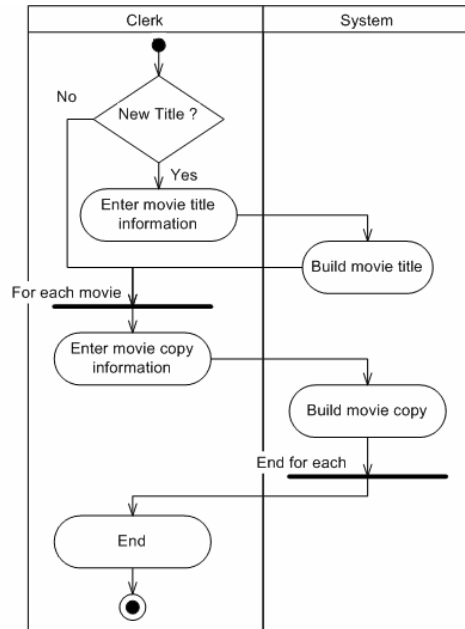 Clerk
System
No
New Title ?
Yes
Enter movie title
information
Build movie title
For each movie
Enter movie copy
information
Build movie copy
End for each
End